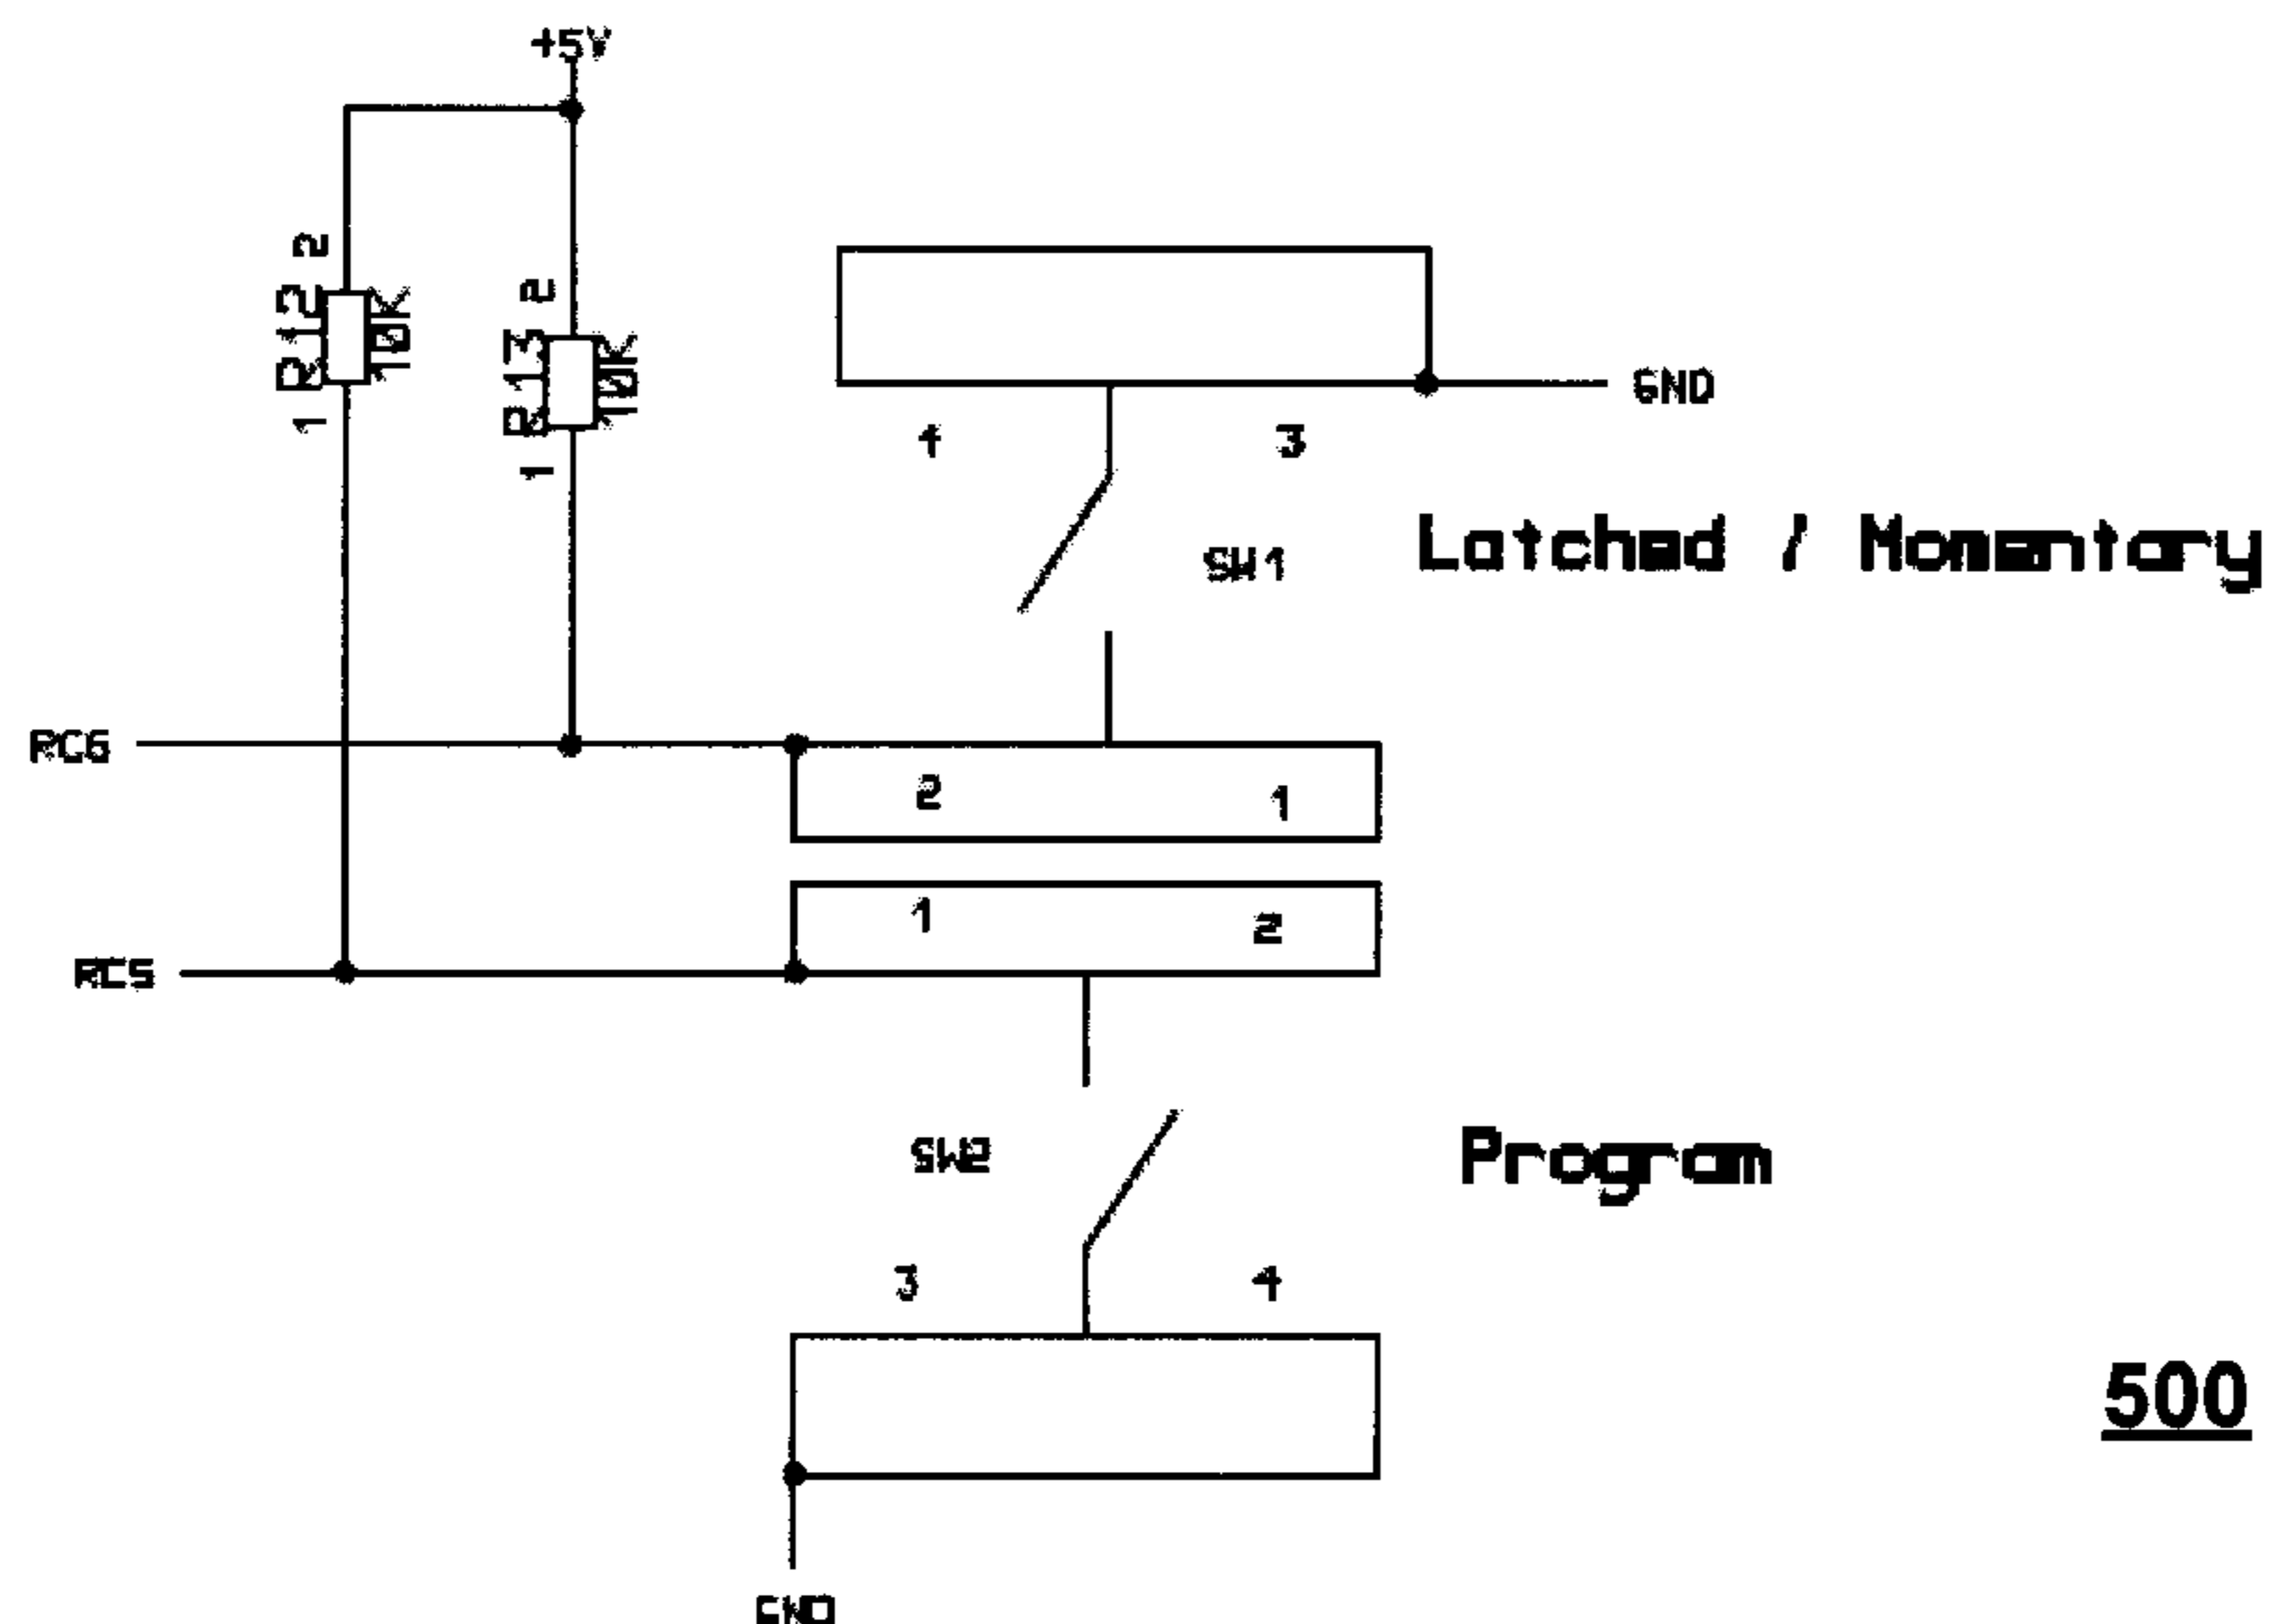 +5V
2
R12
10K
1
2
R13
10K
1
GND
4
3
SW1
Latched / Momentary
RC6
2
1
1
2
RC5
SW2
Program
3
4
500
GND